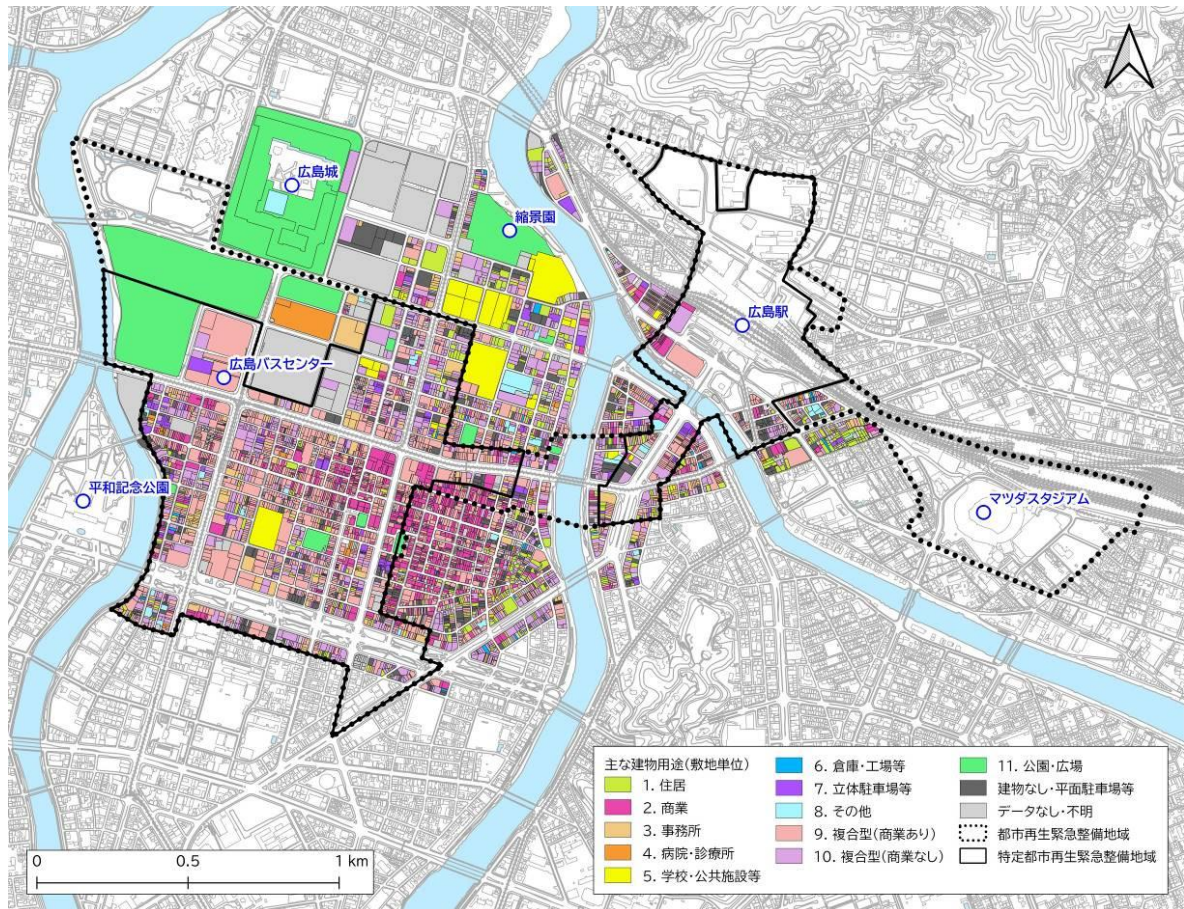 広島城
縮景園
広島駅
広島バスセンター
平和記念公園
マツダスタジアム
主な建物用途(敷地単位)
1. 住居
2. 商業
3. 事務所
4. 病院・診療所
5. 学校・公共施設等
6. 倉庫・工場等
7. 立体駐車場等
8. その他
9. 複合型(商業あり)
10. 複合型(商業なし)
11. 公園・広場
建物なし・平面駐車場等
データなし・不明
都市再生緊急整備地域
特定都市再生緊急整備地域
0 0.5 1 km